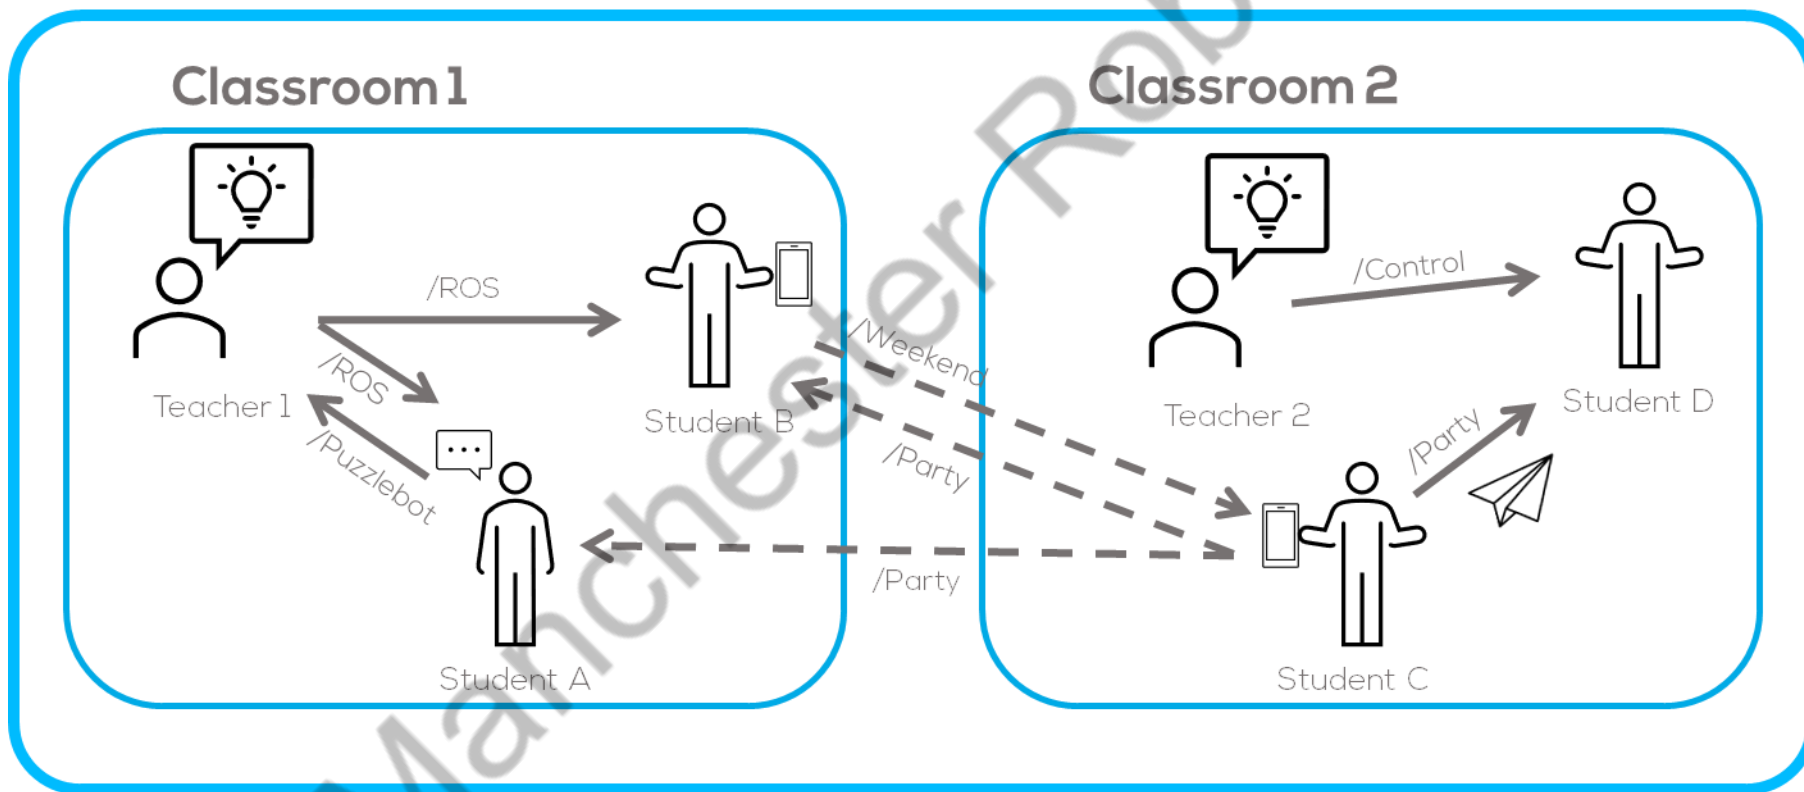 Classroom 1
Classroom 2
/ROS
/Control
/ROS
/Weekend
Teacher 1
Student B
Teacher 2
Student D
/Puzzlebot
/Party
/Party
/Party
Student A
Student C
Manchester Rob